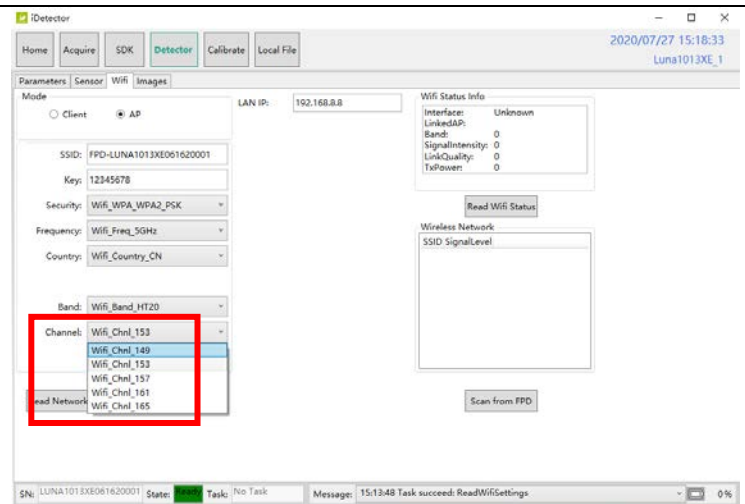 iDetector
Home Acquire SDK Detector Calibrate Local File
2020/07/27 15:18:33
Luna1013XE_1
Parameters Sensor Wifi Images
Mode
Client AP
LAN IP: 192.168.8.8
SSID: FPD-LUNA1013XE061620001
Key: 12345678
Security: Wifi_WPA_WPA2_PSK
Frequency: Wifi_Freq_5GHz
Country: Wifi_Country_CN
Band: Wifi_Band_HT20
Channel: Wifi_Chnl_153
Wifi_Chnl_149
Wifi_Chnl_153
Wifi_Chnl_157
Wifi_Chnl_161
Wifi_Chnl_165
ead Network
Wifi Status Info
Interface: Unknown
LinkedAP:
Band: 0
SignalIntensity: 0
LinkQuality: 0
TxPower: 0
Read Wifi Status
Wireless Network
SSID SignalLevel
Scan from FPD
SN: LUNA1013XE061620001 State: Ready Task: No Task Message: 15:13:48 Task succeed: ReadWifiSettings 0%